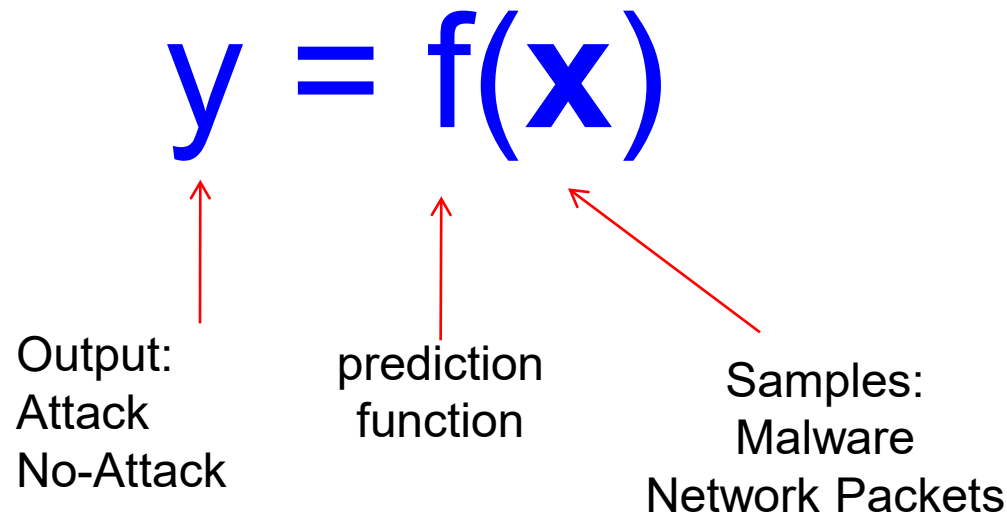 y = f(x)
Output:
Attack
No-Attack
prediction
function
Samples:
Malware
Network Packets